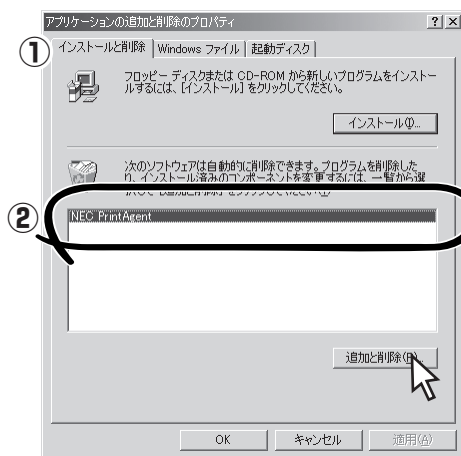 アプリケーションの追加と削除のプロパティ
? ×
①
インストールと削除 Windows ファイル 起動ディスク
フロッピー ディスクまたは CD-ROM から新しいプログラムをインストー
ルするには、[インストール] をクリックしてください。
インストール(I)...
次のソフトウェアは自動的に削除できます。プログラムを削除した
り、インストール済みのコンポーネントを変更するには、一覧から選
②
NEC PrintAgent
追加と削除(R)...
OK キャンセル 適用(A)